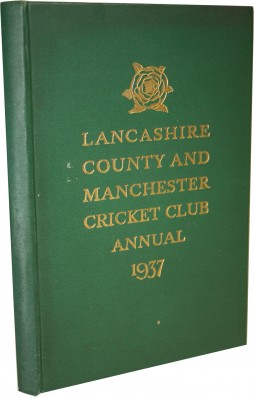 LANCASHIRE
COUNTY AND
MANCHESTER
CRICKET CLUB
ANNUAL
1937